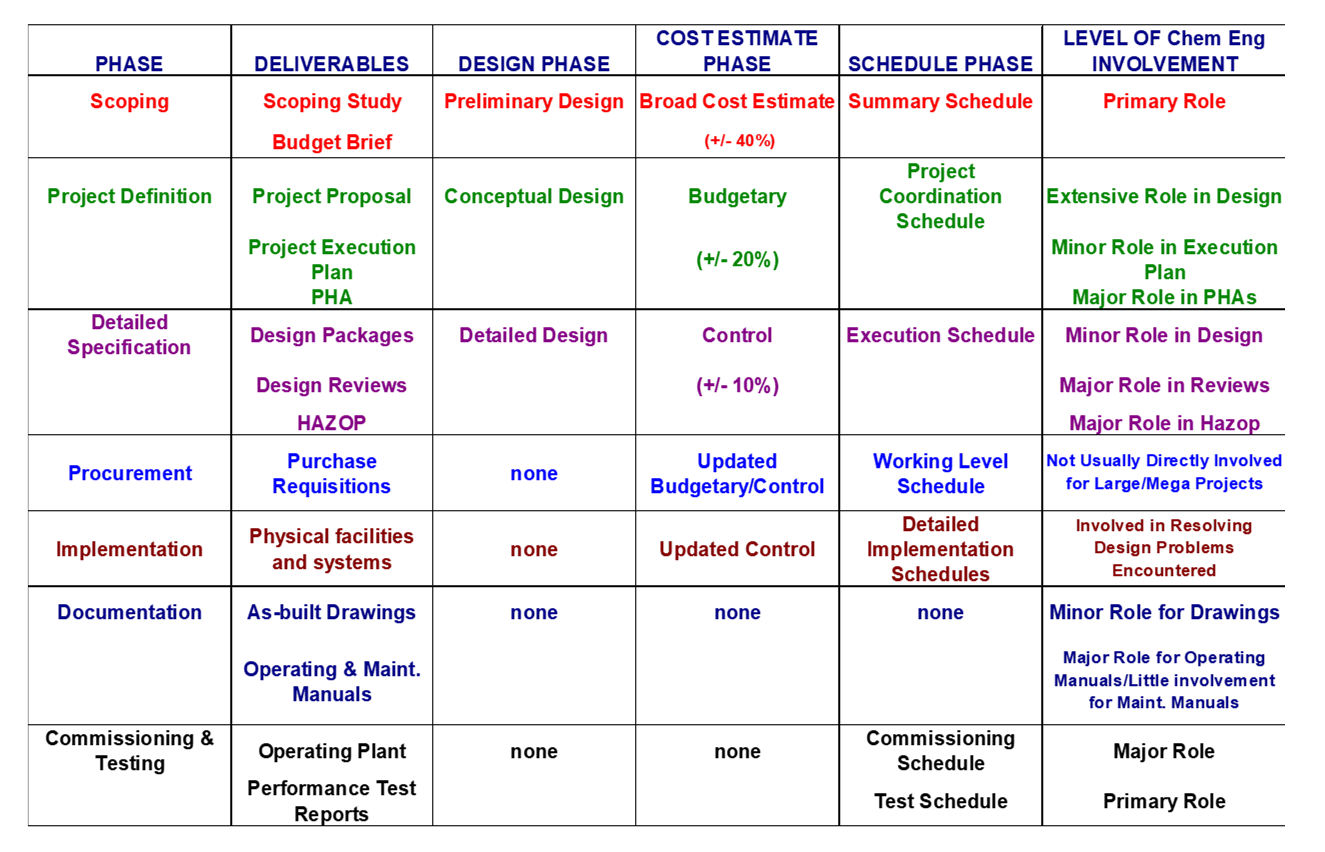 PHASE
DELIVERABLES
DESIGN PHASE
COST ESTIMATE
PHASE
SCHEDULE PHASE
LEVEL OF Chem Eng
INVOLVEMENT
Scoping
Scoping Study
Budget Brief
Preliminary Design
Broad Cost Estimate
(+/- 40%)
Summary Schedule
Primary Role
Project Definition
Project Proposal
Project Execution
Plan
PHA
Conceptual Design
Budgetary
(+/- 20%)
Project
Coordination
Schedule
Extensive Role in Design
Minor Role in Execution
Plan
Major Role in PHAs
Detailed
Specification
Design Packages
Design Reviews
HAZOP
Detailed Design
Control
(+/- 10%)
Execution Schedule
Minor Role in Design
Major Role in Reviews
Major Role in Hazop
Procurement
Purchase
Requisitions
none
Updated
Budgetary/Control
Working Level
Schedule
Not Usually Directly Involved
for Large/Mega Projects
Implementation
Physical facilities
and systems
none
Updated Control
Detailed
Implementation
Schedules
Involved in Resolving
Design Problems
Encountered
Documentation
As-built Drawings
Operating & Maint.
Manuals
none
none
none
Minor Role for Drawings
Major Role for Operating
Manuals/Little involvement
for Maint. Manuals
Commissioning &
Testing
Operating Plant
Performance Test
Reports
none
none
Commissioning
Schedule
Test Schedule
Major Role
Primary Role